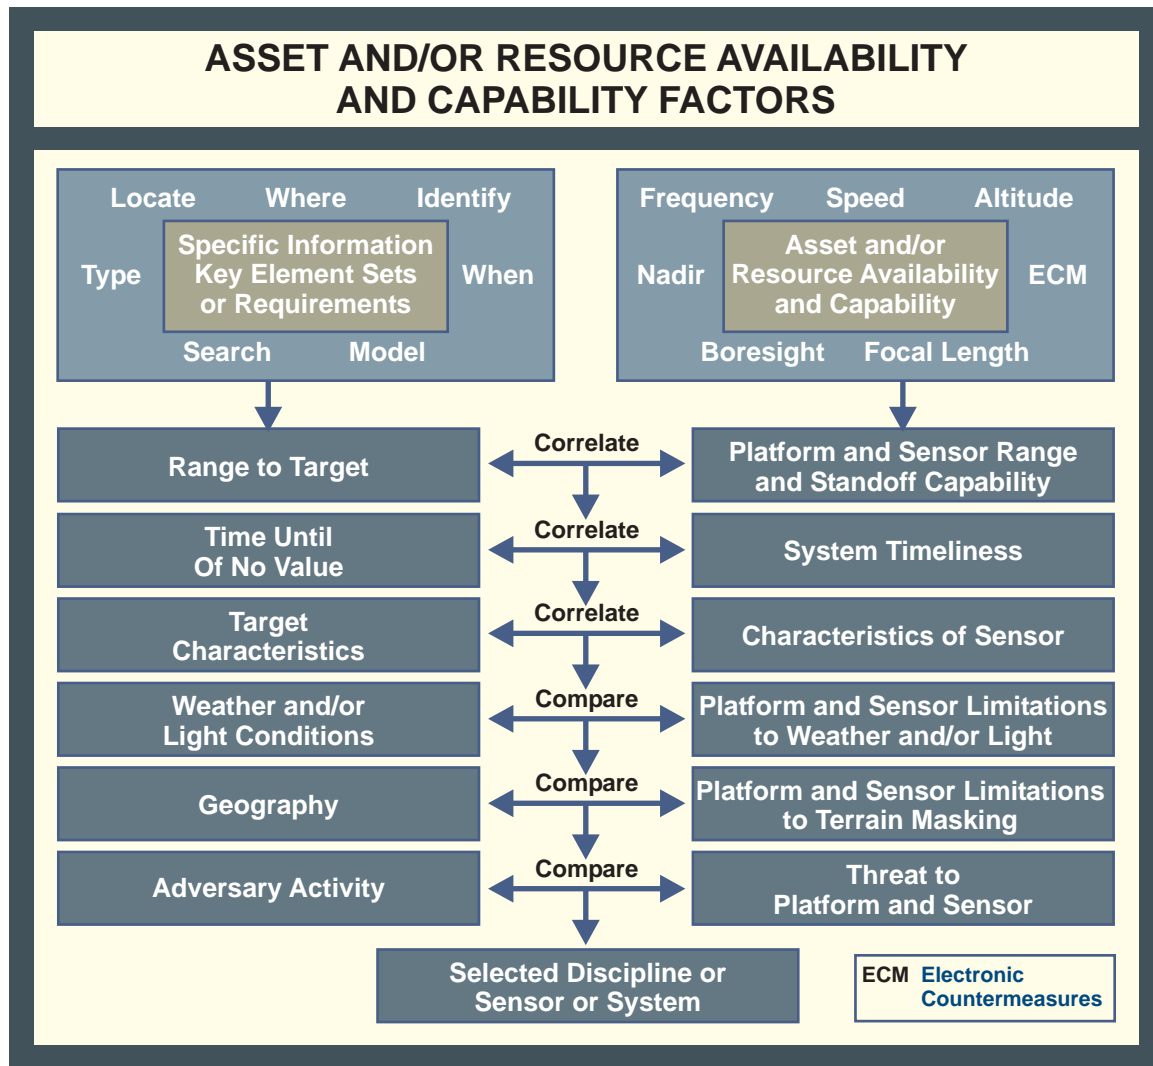 ASSET AND/OR RESOURCE AVAILABILITY
AND CAPABILITY FACTORS
Locate Where Identify
Specific Information
Type Key Element Sets When
or Requirements
Search Model
Frequency Speed Altitude
Asset and/or
Nadir Resource Availability ECM
and Capability
Boresight Focal Length
Range to Target
Correlate
Platform and Sensor Range
and Standoff Capability
Time Until
Of No Value
Correlate
System Timeliness
Target
Characteristics
Correlate
Characteristics of Sensor
Weather and/or
Light Conditions
Compare
Platform and Sensor Limitations
to Weather and/or Light
Geography
Compare
Platform and Sensor Limitations
to Terrain Masking
Adversary Activity
Compare
Threat to
Platform and Sensor
Selected Discipline or
Sensor or System
ECM Electronic
Countermeasures